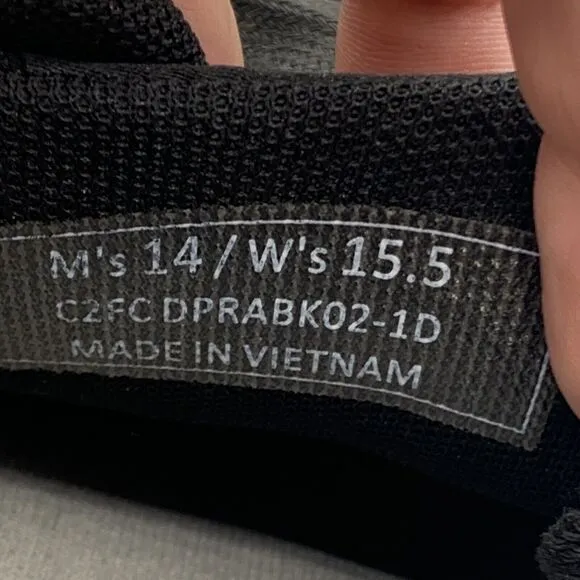 M's 14 / W's 15.5
C2FC DPRABK02-1D
MADE IN VIETNAM